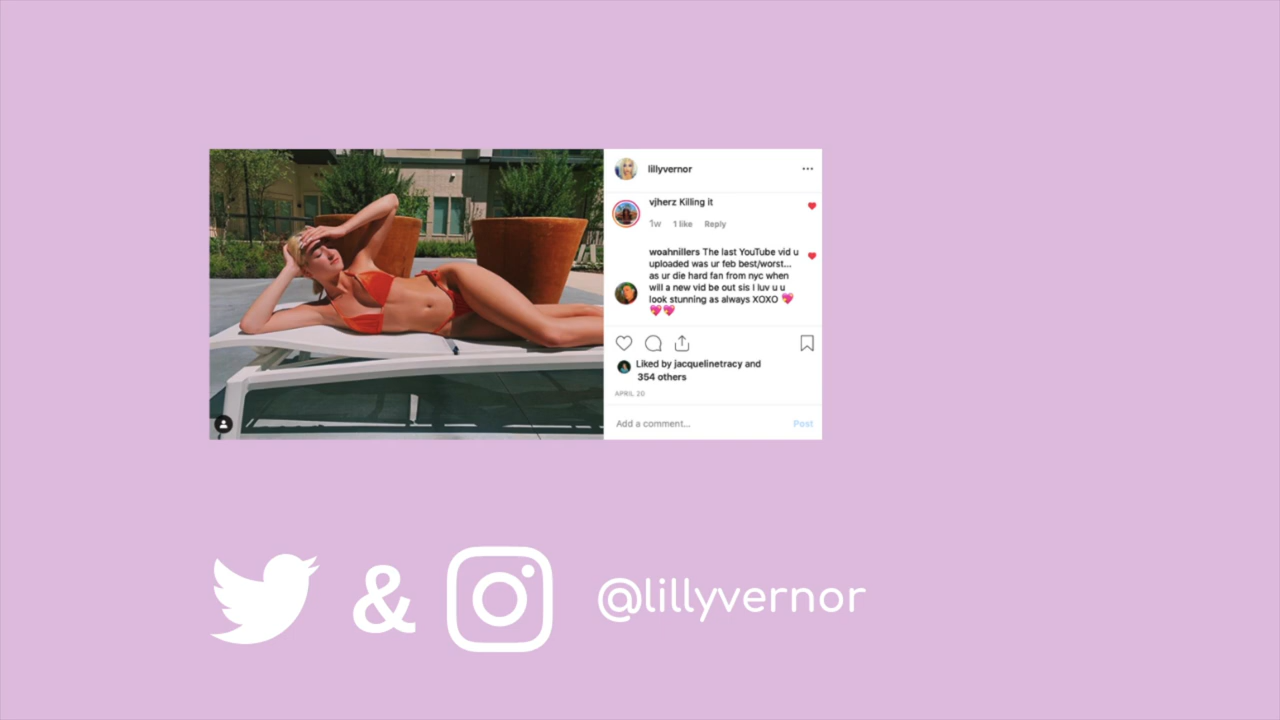 lillyvernor
vjherz Killing it
1w 1 like Reply
woahnillers The last YouTube vid u
uploaded was ur feb best/worst...
as ur die hard fan from nyc when
will a new vid be out sis I luv u u
look stunning as always XOXO 💖
💖💖
Liked by jacquelinetracy and
354 others
APRIL 20
Add a comment... Post
& @lillyvernor